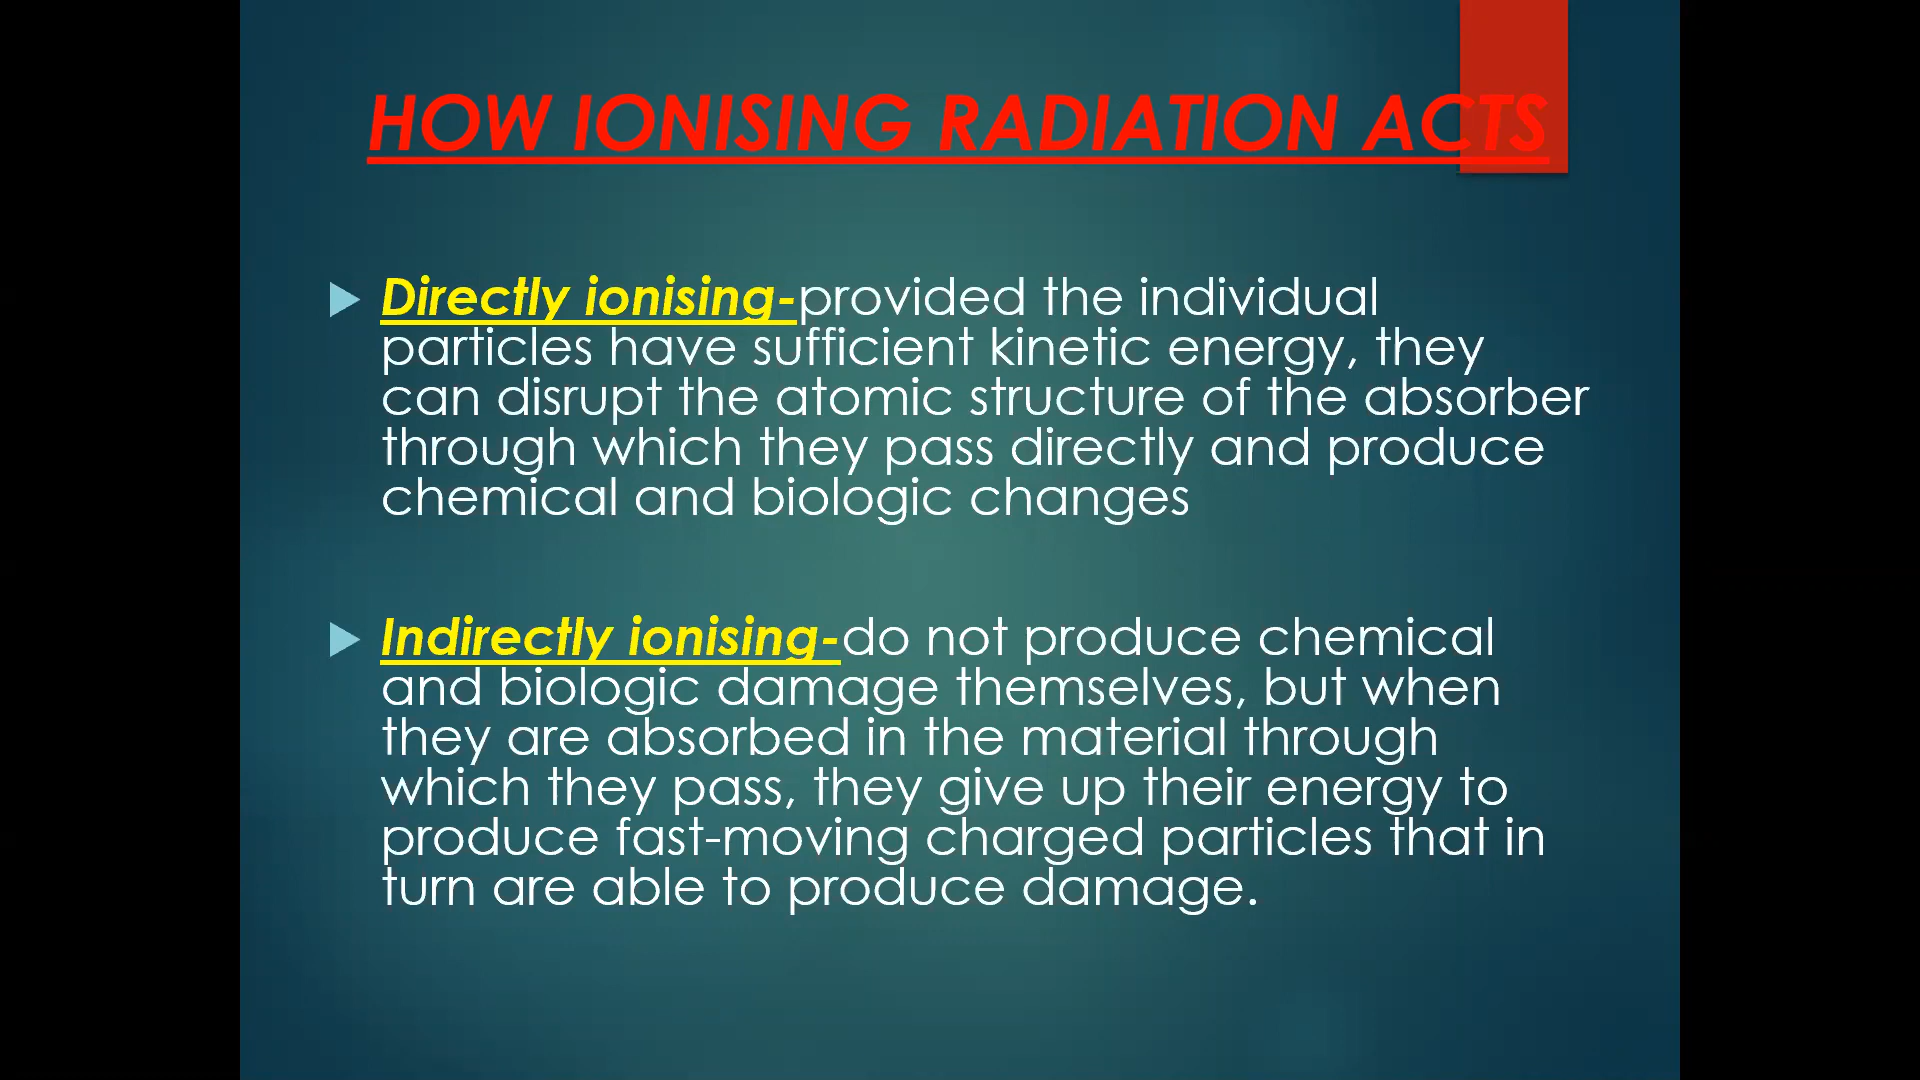 HOW IONISING RADIATION ACTS
Directly ionising-provided the individual
particles have sufficient kinetic energy, they
can disrupt the atomic structure of the absorber
through which they pass directly and produce
chemical and biologic changes
Indirectly ionising-do not produce chemical
and biologic damage themselves, but when
they are absorbed in the material through
which they pass, they give up their energy to
produce fast-moving charged particles that in
turn are able to produce damage.